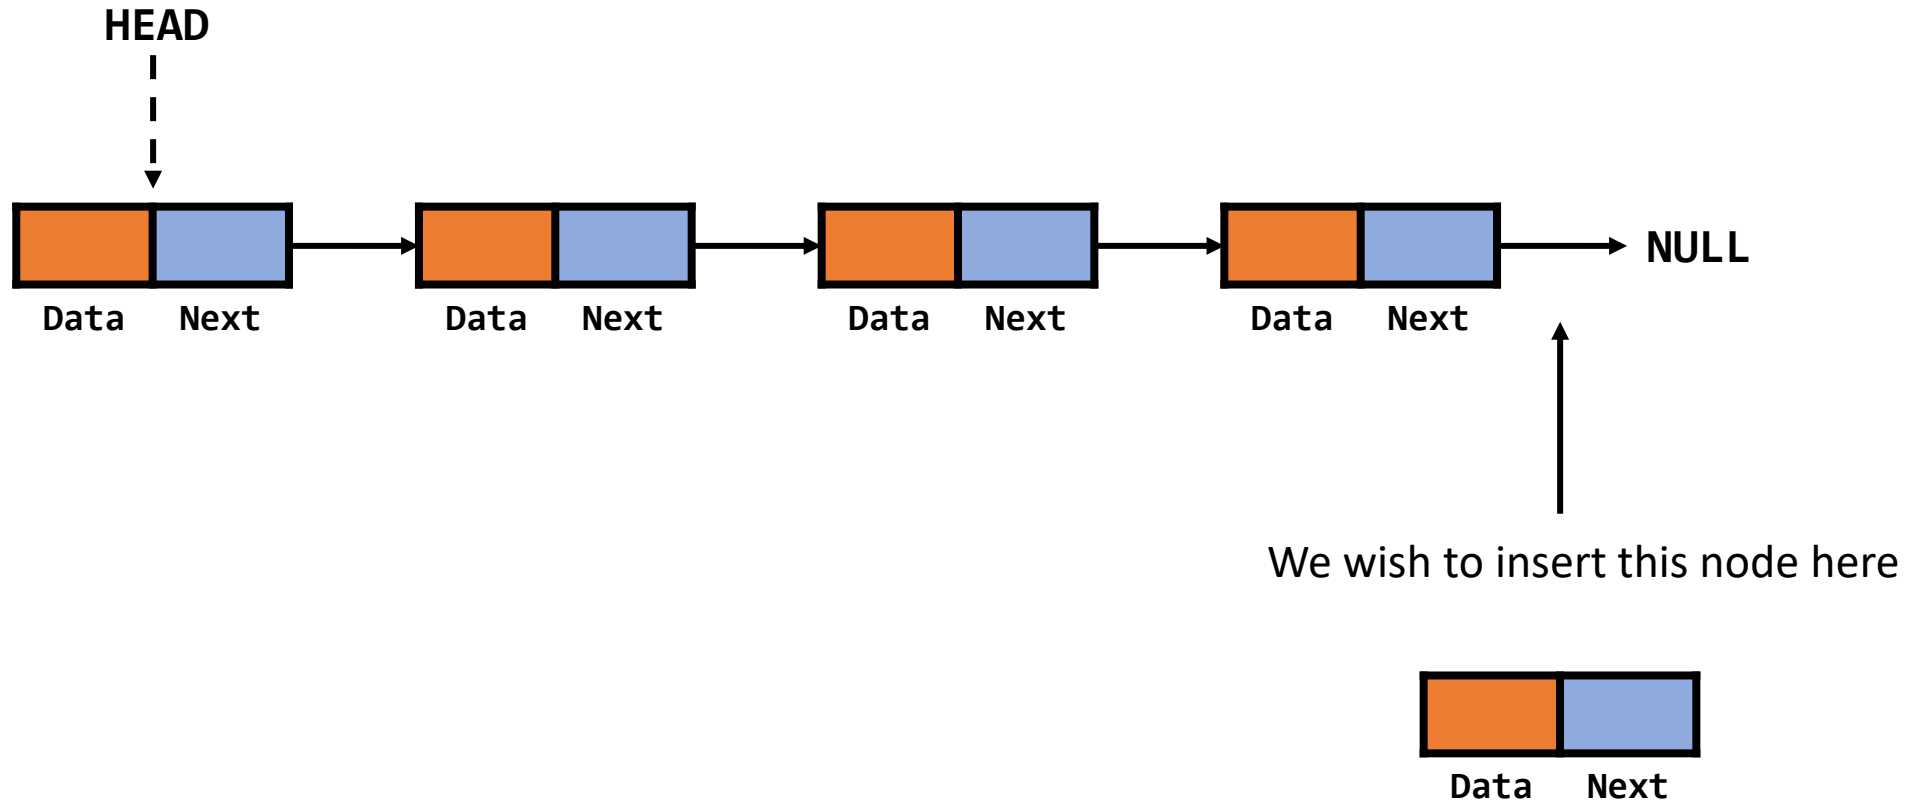 HEAD
NULL
Data Next Data Next Data Next Data Next
We wish to insert this node here
Data Next